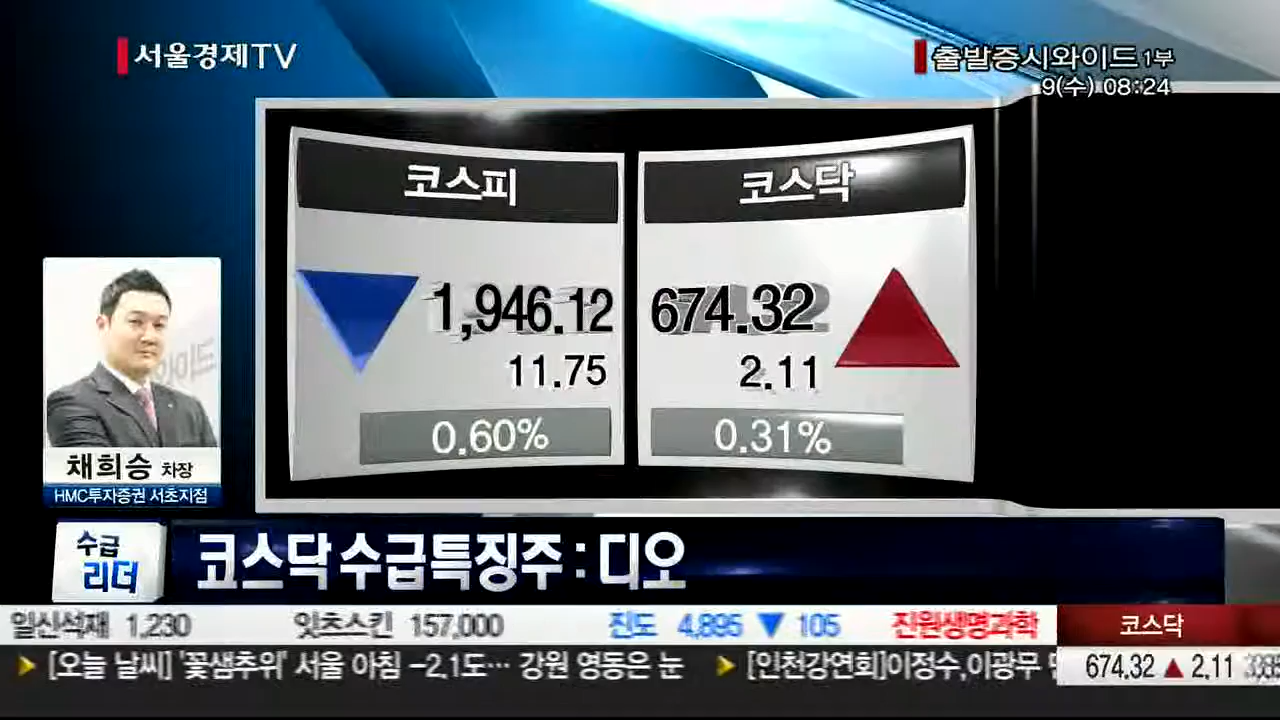 서울경제TV
출발증시와이드 1부
9(수) 08:24
코스피
1,946.12
11.75
0.60%
코스닥
674.32
2.11
0.31%
채희승 차장
HMC투자증권 서초지점
수급
리더
코스닥 수급특징주 : 디오
일신석재 1,230 잇츠스킨 157,000 진도 4,895 ▼ 105 진원생명과학
코스닥
[오늘 날씨] '꽃샘추위' 서울 아침 -2.1도… 강원 영동은 눈
[인천강연회]이정수,이광무
674.32 ▲ 2.11